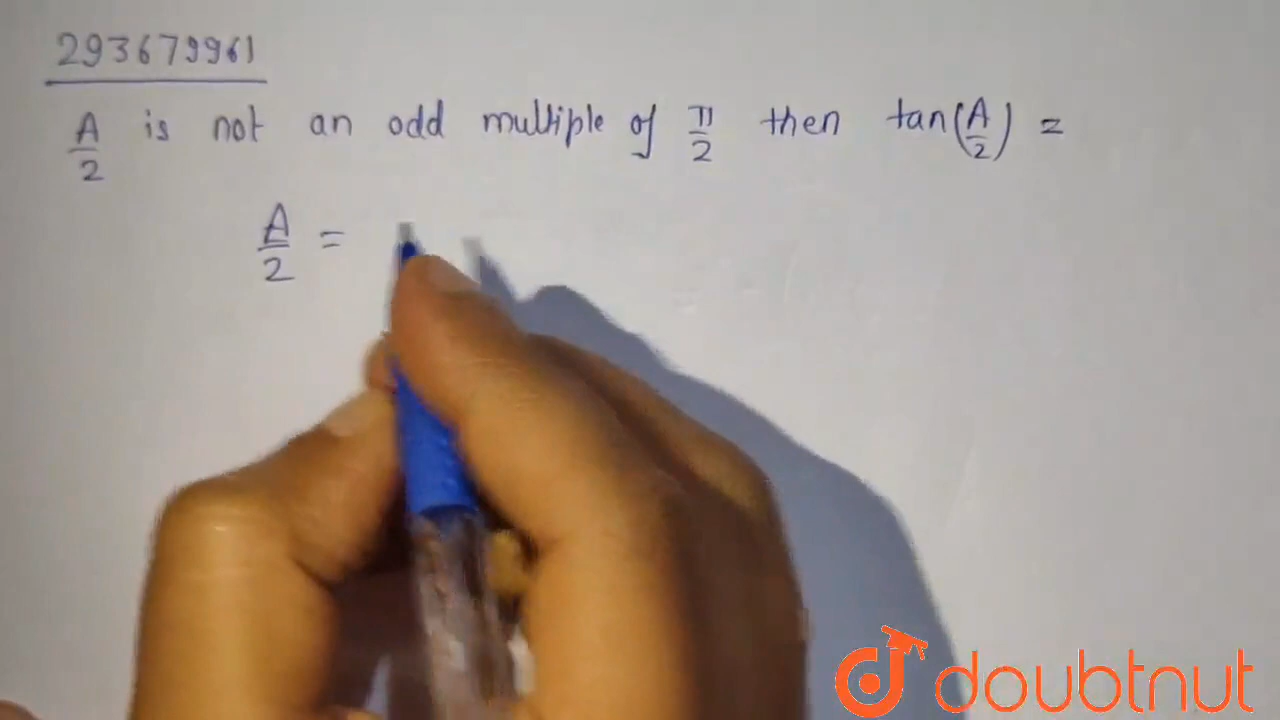 293679961
A/2 is not an odd multiple of π/2 then tan(A/2) =
A/2 =
doubtnut